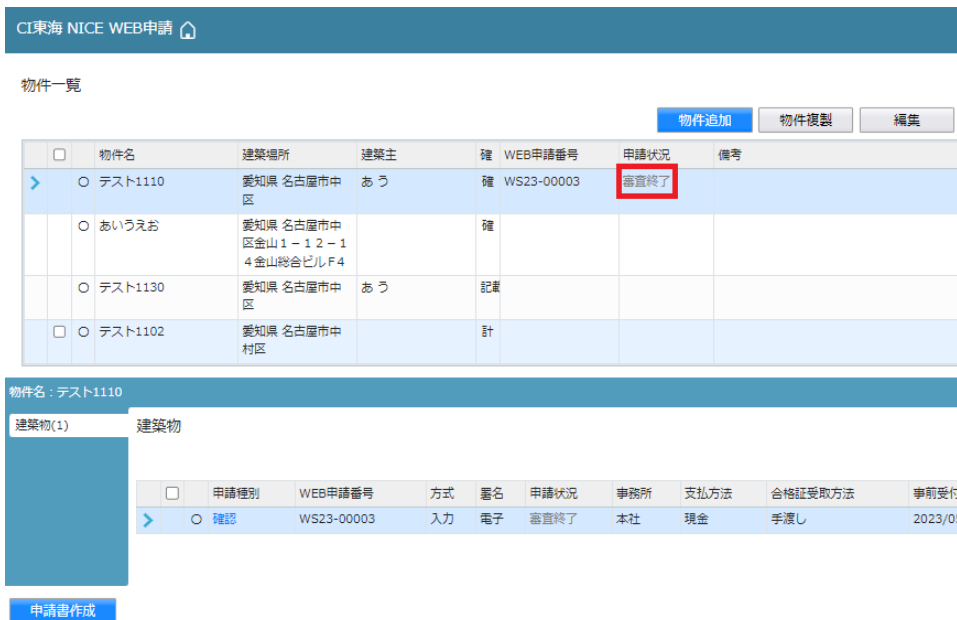 CI東海 NICE WEB申請
物件一覧
物件追加 物件複製 編集
物件名 建築場所 建築主 確 WEB申請番号 申請状況 備考
テスト1110 愛知県 名古屋市中 あ う 確 WS23-00003 審査終了
区
あいうえお 愛知県 名古屋市中 確
区金山１－１２－１
４金山総合ビルＦ４
テスト1130 愛知県 名古屋市中 あ う 記載
区
テスト1102 愛知県 名古屋市中 計
村区
物件名 : テスト1110
建築物(1) 建築物
申請種別 WEB申請番号 方式 署名 申請状況 事務所 支払方法 合格証受取方法 事前受付
確認 WS23-00003 入力 電子 審査終了 本社 現金 手渡し 2023/0
申請書作成